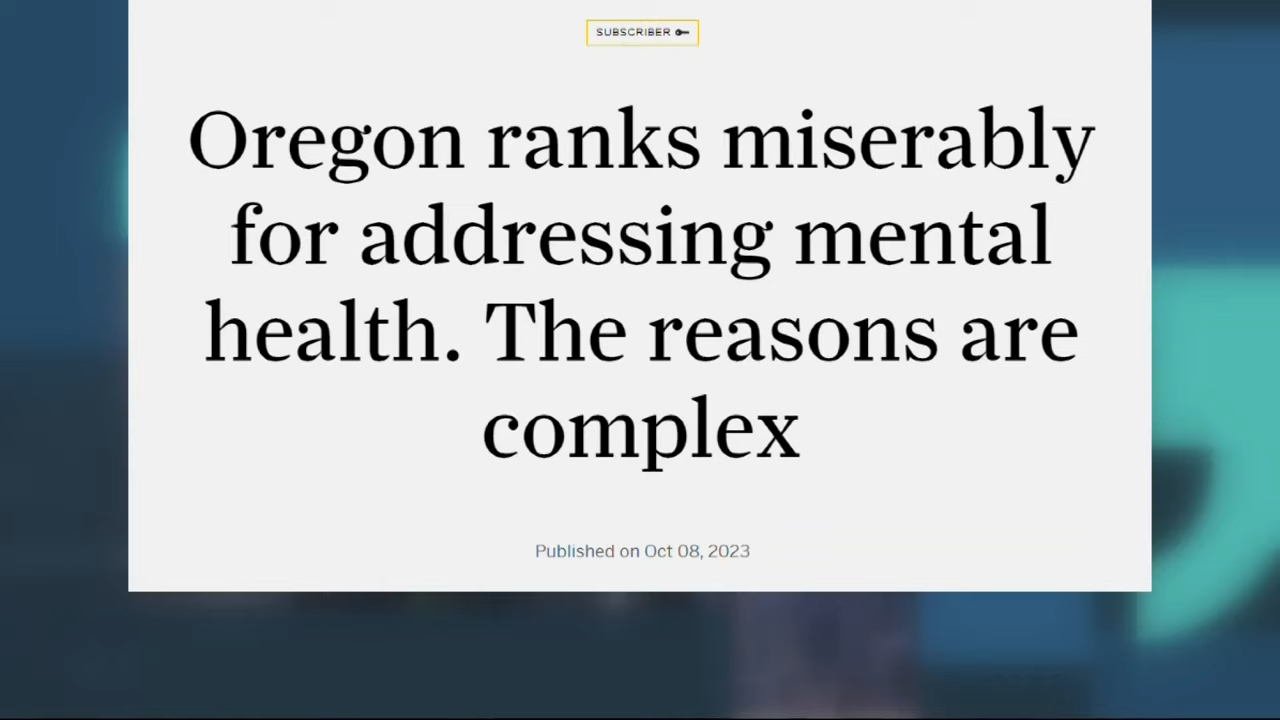 SUBSCRIBER
Oregon ranks miserably
for addressing mental
health. The reasons are
complex
Published on Oct 08, 2023